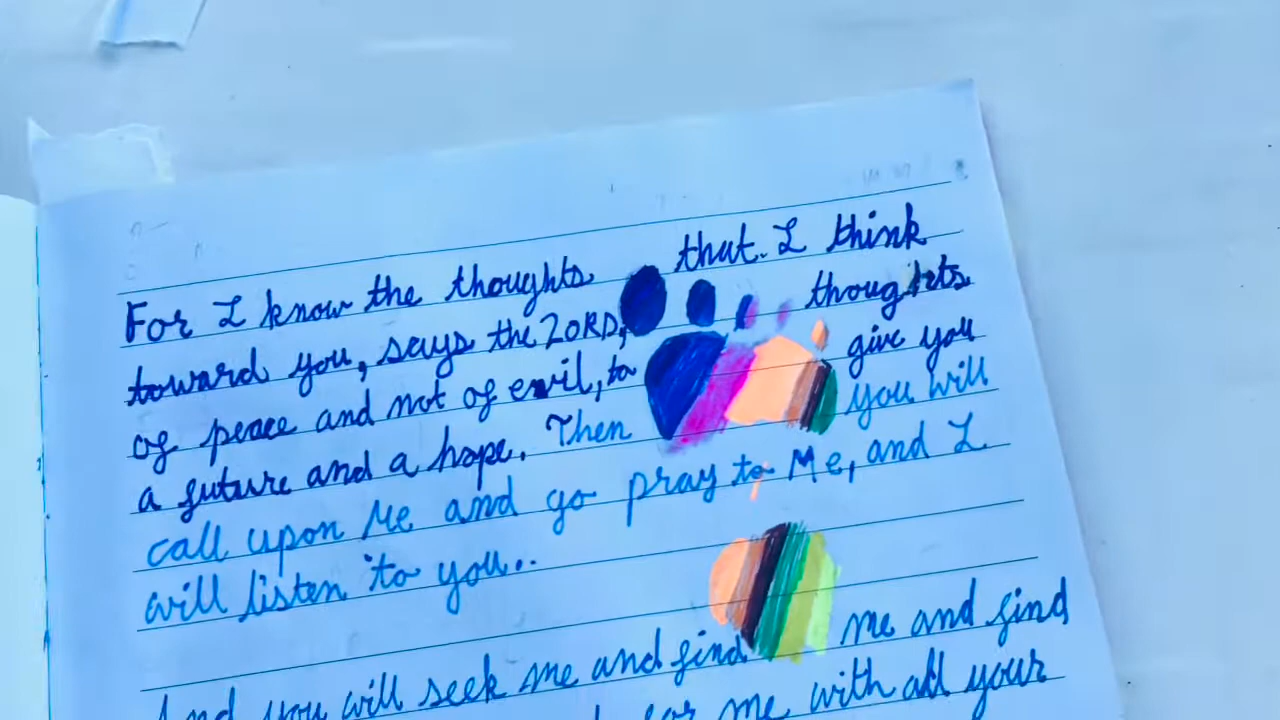 For I know the thoughts that I think
toward you, says the LORD, thoughts
of peace and not of evil, to give you
a future and a hope. Then you will
call upon Me and go pray to Me, and I
will listen to you..
And you will seek me and find me and find
for me with all your